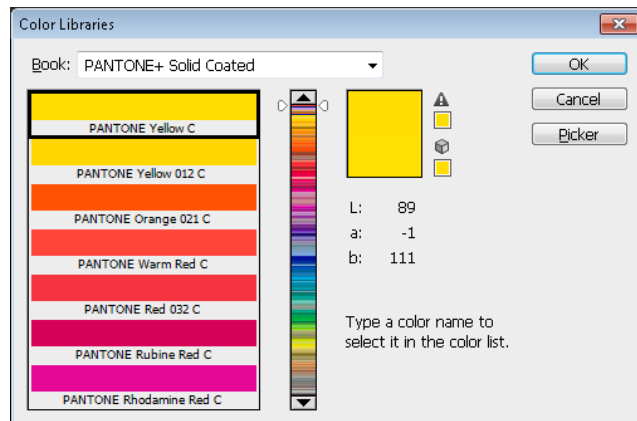 Color Libraries
Book: PANTONE+ Solid Coated
OK
Cancel
Picker
PANTONE Yellow C
PANTONE Yellow 012 C
PANTONE Orange 021 C
PANTONE Warm Red C
PANTONE Red 032 C
PANTONE Rubine Red C
PANTONE Rhodamine Red C
L: 89
a: -1
b: 111
Type a color name to
select it in the color list.